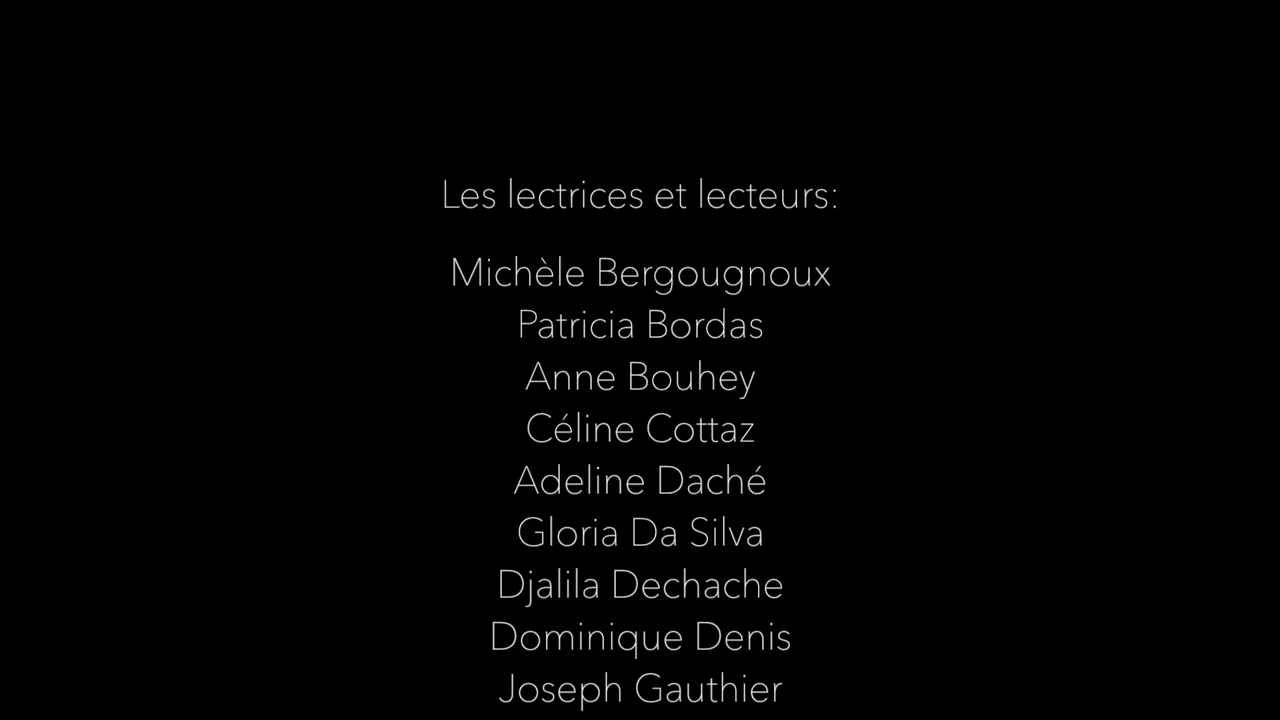 Les lectrices et lecteurs:
Michèle Bergougnoux
Patricia Bordas
Anne Bouhey
Céline Cottaz
Adeline Daché
Gloria Da Silva
Djalila Dechache
Dominique Denis
Joseph Gauthier